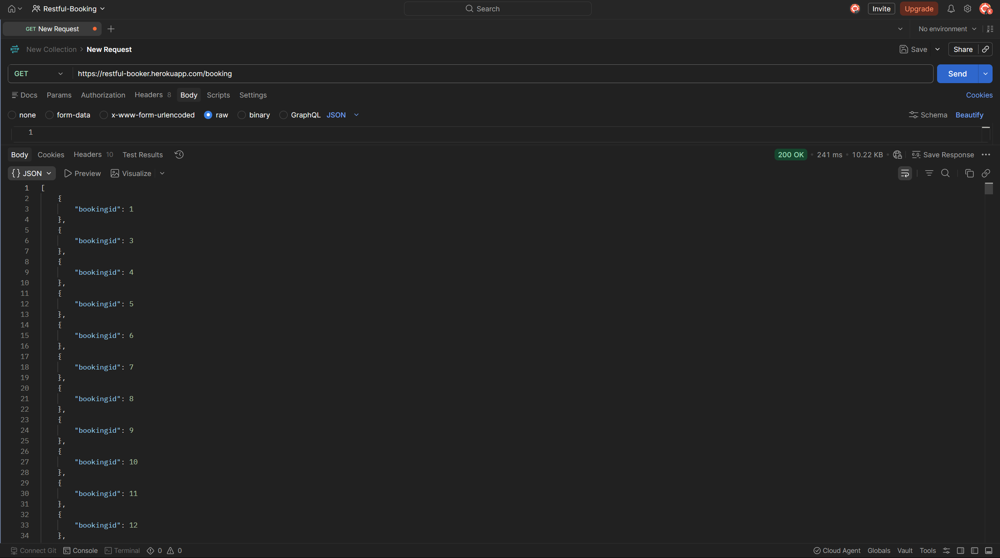 Restful-Booking Search Invite Upgrade
GET New Request No environment
HTTP New Collection > New Request Save Share
GET https://restful-booker.herokuapp.com/booking Send
Docs Params Authorization Headers 8 Body Scripts Settings Cookies
none form-data x-www-form-urlencoded raw binary GraphQL JSON Schema Beautify
1
Body Cookies Headers 10 Test Results 200 OK • 241 ms • 10.22 KB • e.g. Save Response
{} JSON Preview Visualize
1 [
2 {
3 "bookingid": 1
4 },
5 {
6 "bookingid": 3
7 },
8 {
9 "bookingid": 4
10 },
11 {
12 "bookingid": 5
13 },
14 {
15 "bookingid": 6
16 },
17 {
18 "bookingid": 7
19 },
20 {
21 "bookingid": 8
22 },
23 {
24 "bookingid": 9
25 },
26 {
27 "bookingid": 10
28 },
29 {
30 "bookingid": 11
31 },
32 {
33 "bookingid": 12
34 },
Connect Git Console Terminal 0 0 Cloud Agent Globals Vault Tools